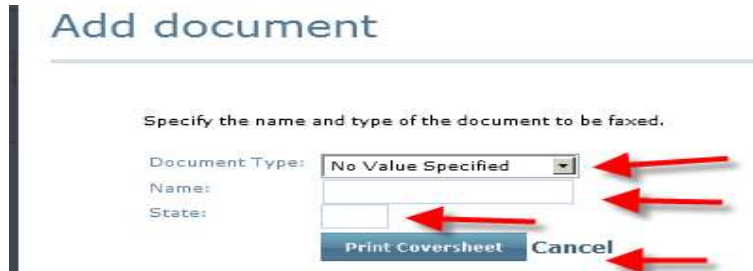 Add document
Specify the name and type of the document to be faxed.
Document Type: No Value Specified
Name:
State:
Print Coversheet Cancel